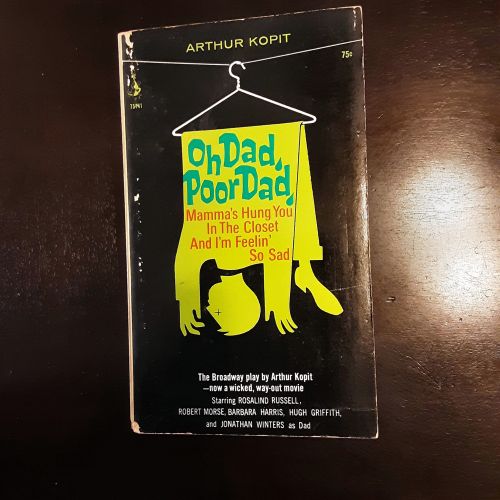 ARTHUR KOPIT
75¢
Oh Dad,
Poor Dad,
Mamma's Hung You
In The Closet
And I'm Feelin'
So Sad
The Broadway play by Arthur Kopit
—now a wicked, way-out movie
Starring ROSALIND RUSSELL,
ROBERT MORSE, BARBARA HARRIS, HUGH GRIFFITH,
and JONATHAN WINTERS as Dad